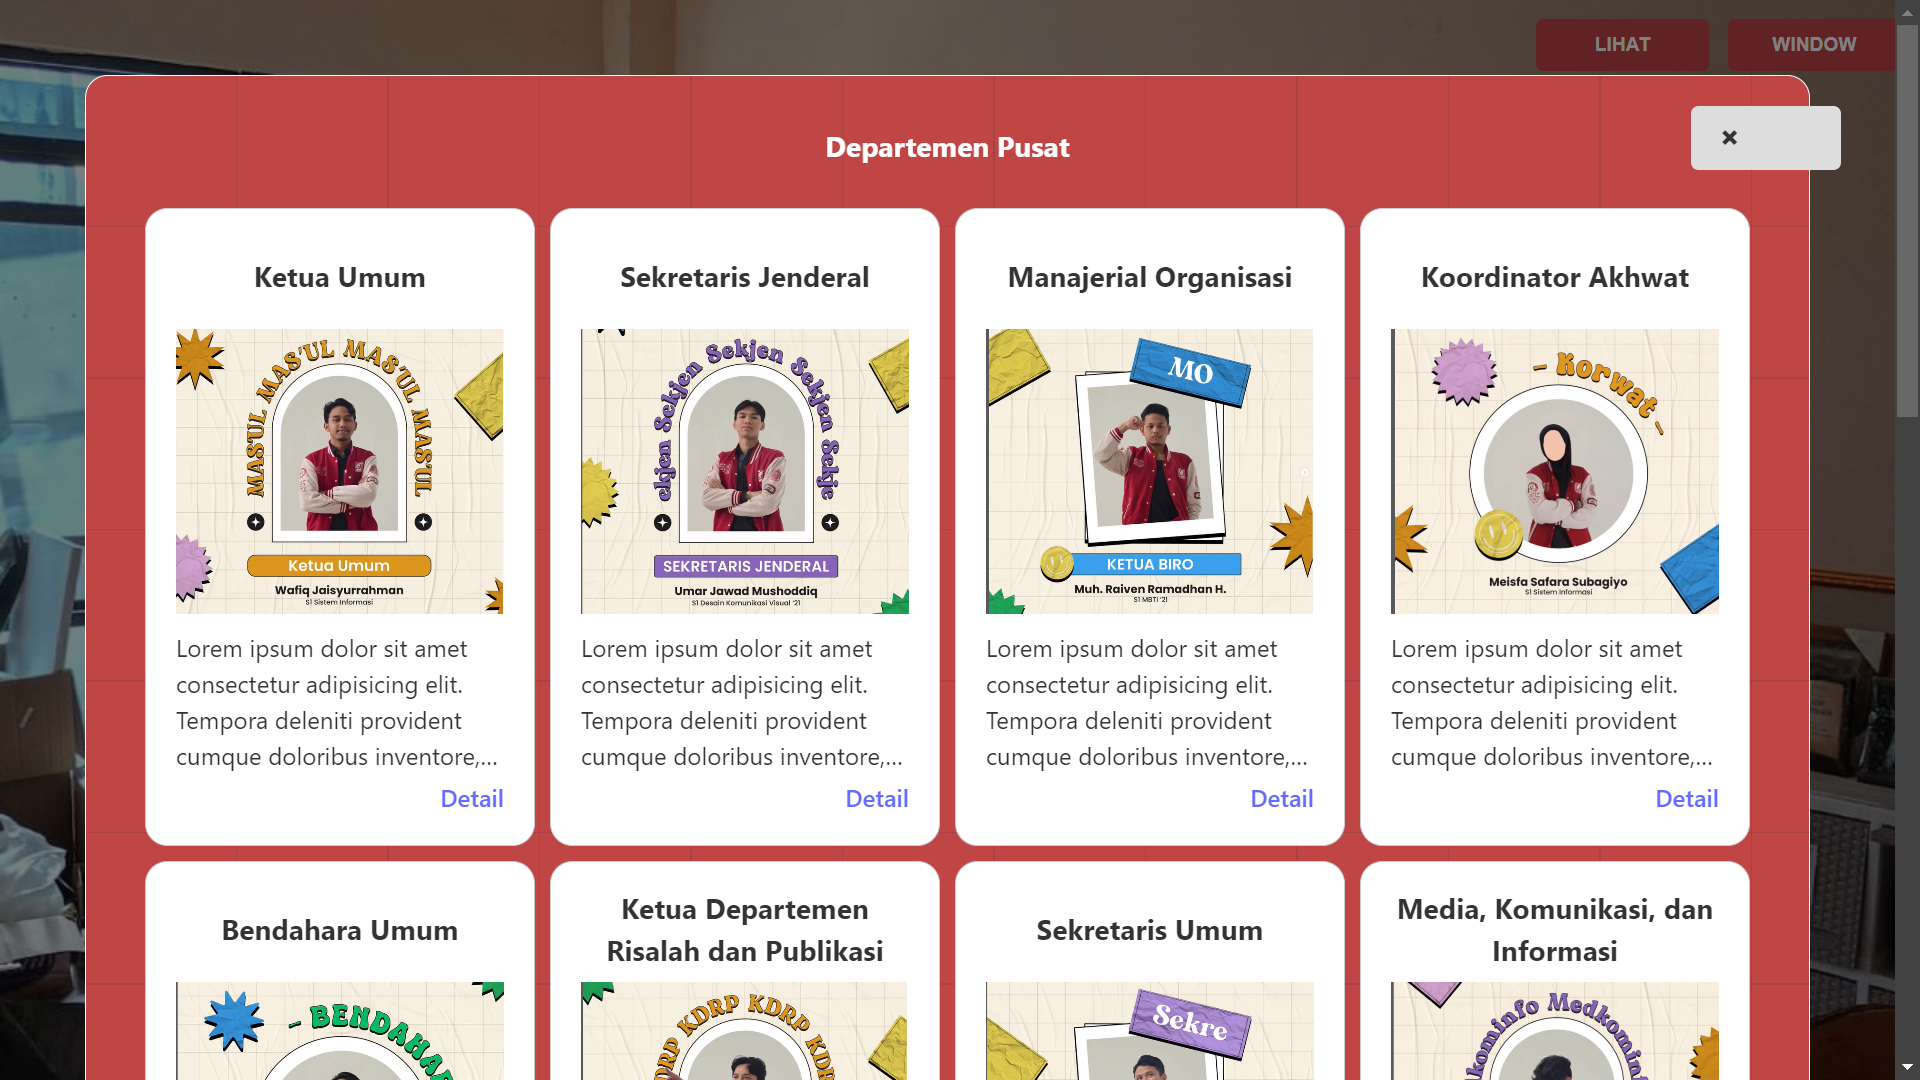 LIHAT
WINDOW
Departemen Pusat
×
Ketua Umum
MAS'UL MAS'UL MAS'UL MAS'UL
Ketua Umum
Wafiq Jaisyurrahman
S1 Sistem Informasi
Lorem ipsum dolor sit amet
consectetur adipisicing elit.
Tempora deleniti provident
cumque doloribus inventore,...
Detail
Sekretaris Jenderal
ekjen Sekjen Sekjen Sekjen Sekje
SEKRETARIS JENDERAL
Umar Jawad Mushoddiq
S1 Desain Komunikasi Visual '21
Lorem ipsum dolor sit amet
consectetur adipisicing elit.
Tempora deleniti provident
cumque doloribus inventore,...
Detail
Manajerial Organisasi
MO
KETUA BIRO
Muh. Raiven Ramadhan H.
S1 MBTI '21
Lorem ipsum dolor sit amet
consectetur adipisicing elit.
Tempora deleniti provident
cumque doloribus inventore,...
Detail
Koordinator Akhwat
- Korwat -
Meisfa Safara Subagiyo
S1 Sistem Informasi
Lorem ipsum dolor sit amet
consectetur adipisicing elit.
Tempora deleniti provident
cumque doloribus inventore,...
Detail
Bendahara Umum
- BENDAHAR
Ketua Departemen
Risalah dan Publikasi
DRP KDRP KDRP KDR
Sekretaris Umum
Sekre
Media, Komunikasi, dan
Informasi
kominfo Medkominf